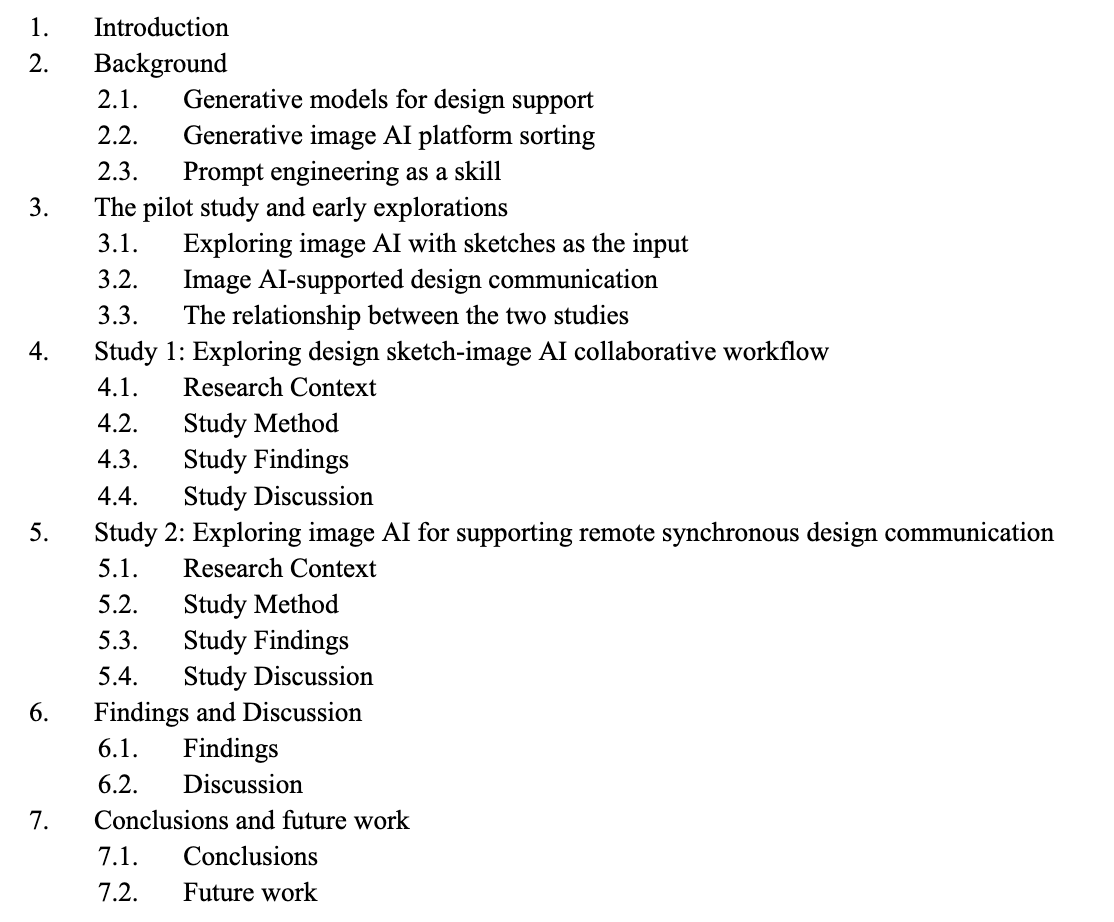 1. Introduction
2. Background
2.1. Generative models for design support
2.2. Generative image AI platform sorting
2.3. Prompt engineering as a skill
3. The pilot study and early explorations
3.1. Exploring image AI with sketches as the input
3.2. Image AI-supported design communication
3.3. The relationship between the two studies
4. Study 1: Exploring design sketch-image AI collaborative workflow
4.1. Research Context
4.2. Study Method
4.3. Study Findings
4.4. Study Discussion
5. Study 2: Exploring image AI for supporting remote synchronous design communication
5.1. Research Context
5.2. Study Method
5.3. Study Findings
5.4. Study Discussion
6. Findings and Discussion
6.1. Findings
6.2. Discussion
7. Conclusions and future work
7.1. Conclusions
7.2. Future work